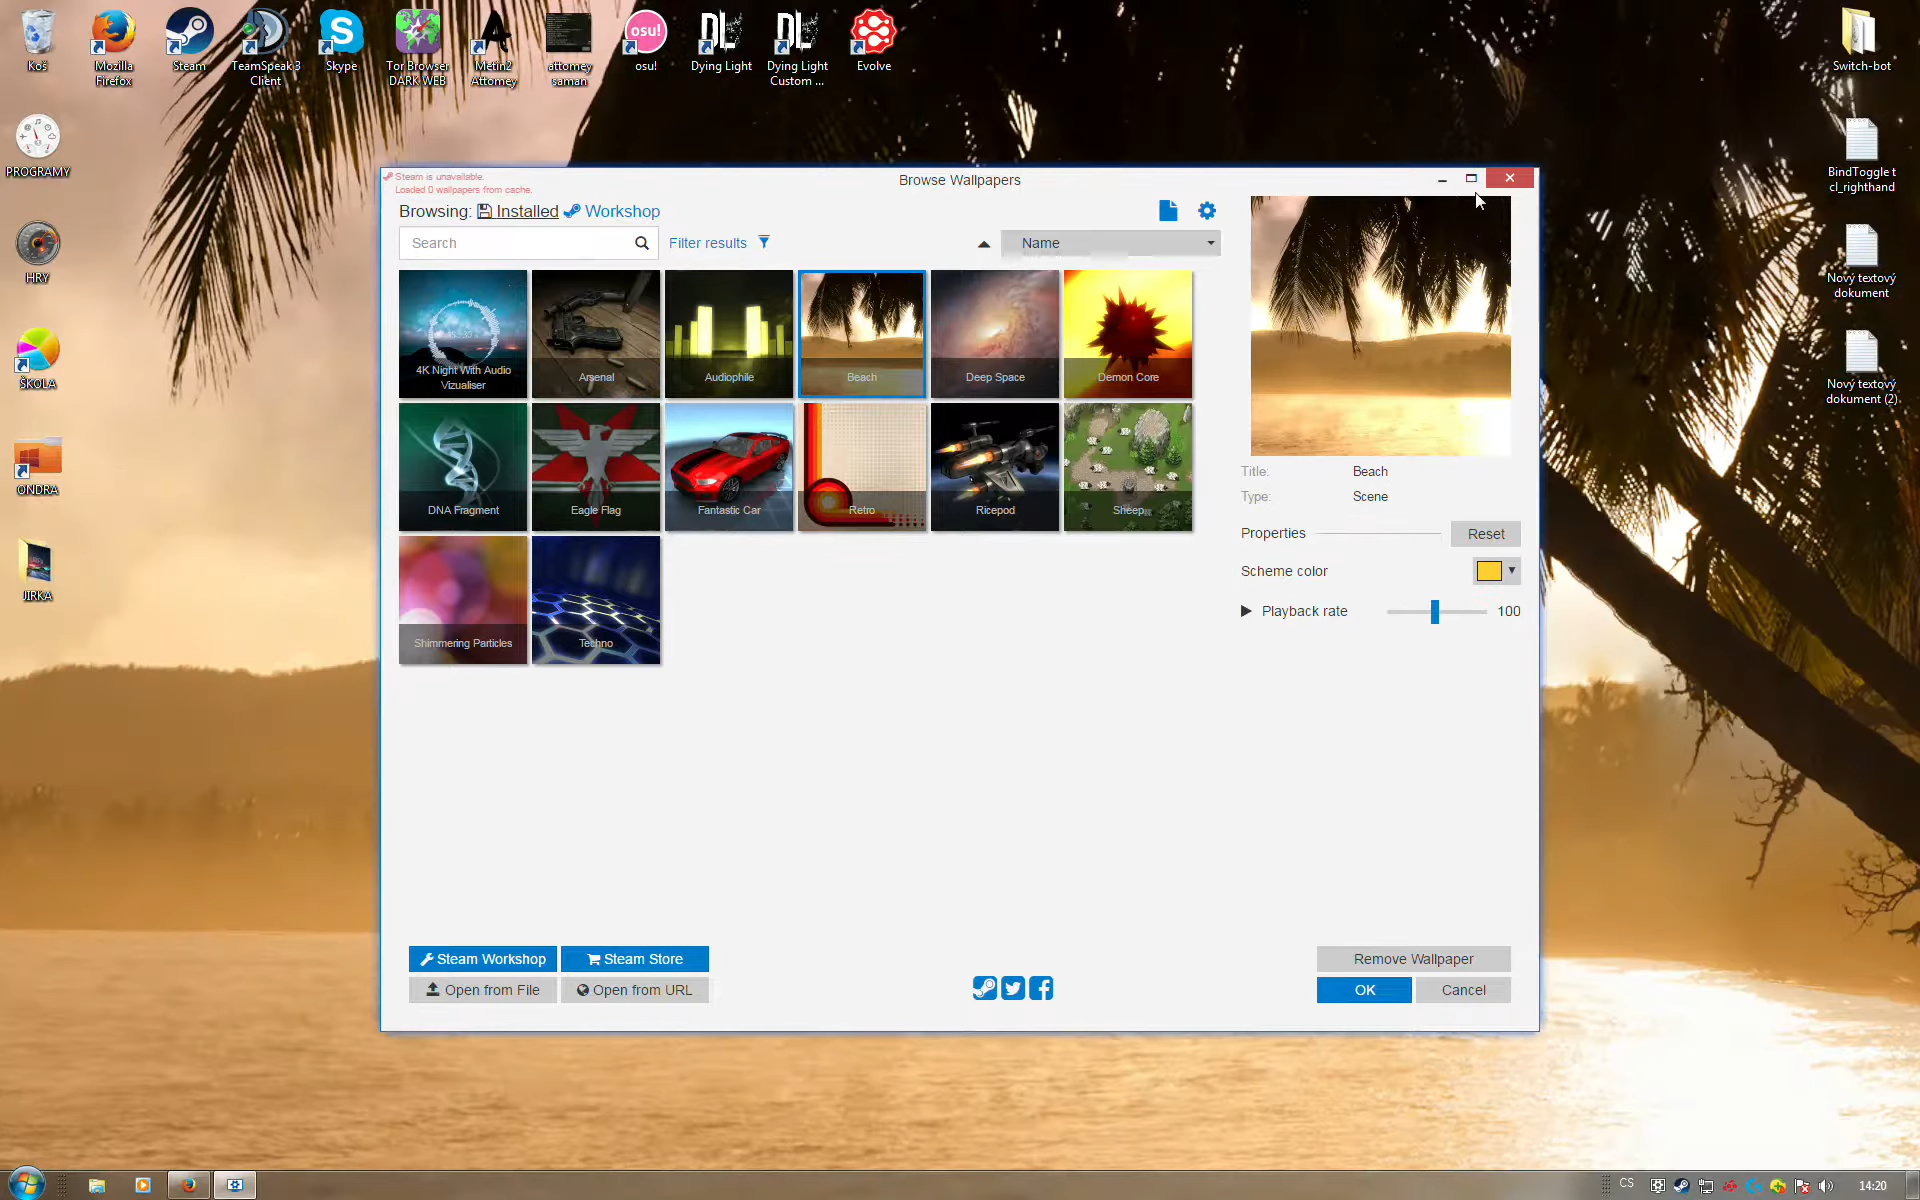 Koš
Mozilla
Firefox
Steam
TeamSpeak 3
Client
Skype
Tor Browser
DARK WEB
Metin2
Attomey
attomey
saman
osu!
osu!
Dying Light
Dying Light
Custom ...
Evolve
Switch-bot
PROGRAMY
HRY
ŠKOLA
ONDRA
JIRKA
BindToggle t
cl_righthand
Nový textový
dokument
Nový textový
dokument (2)
Steam is unavailable.
Loaded 0 wallpapers from cache.
Browse Wallpapers
Browsing: Installed Workshop
Search
Filter results
Name
4K Night With Audio
Vizualiser
Arsenal
Audiophile
Beach
Deep Space
Demon Core
DNA Fragment
Eagle Flag
Fantastic Car
Retro
Ricepod
Sheep
Shimmering Particles
Techno
Title: Beach
Type: Scene
Properties
Reset
Scheme color
Playback rate
100
Steam Workshop
Steam Store
Open from File
Open from URL
Remove Wallpaper
OK
Cancel
CS
14:20